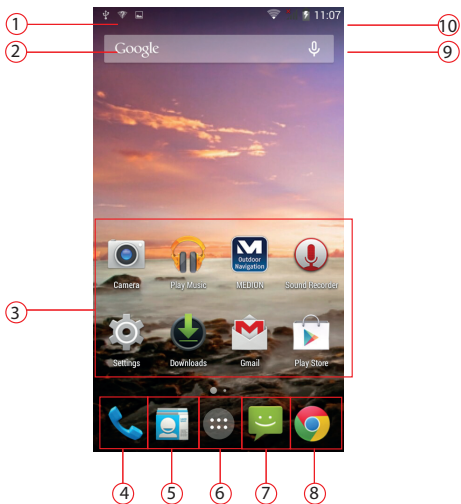 11:07
1
10
Google
2
9
Outdoor
Navigation
Camera
Play Music
MEDION
Sound Recorder
3
Settings
Downloads
Gmail
Play Store
4
5
6
7
8